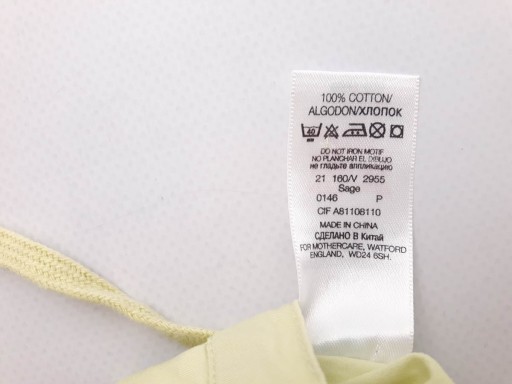 100% COTTON/
ALGODON/ХЛОПОК
40
DO NOT IRON MOTIF
NO PLANCHAR EL DIBUJO
не гладьте аппликацию
21 160/V 2955
Sage
0146 P
CIF A81108110
MADE IN CHINA
СДЕЛАНО В Китай
FOR MOTHERCARE, WATFORD
ENGLAND, WD24 6SH.